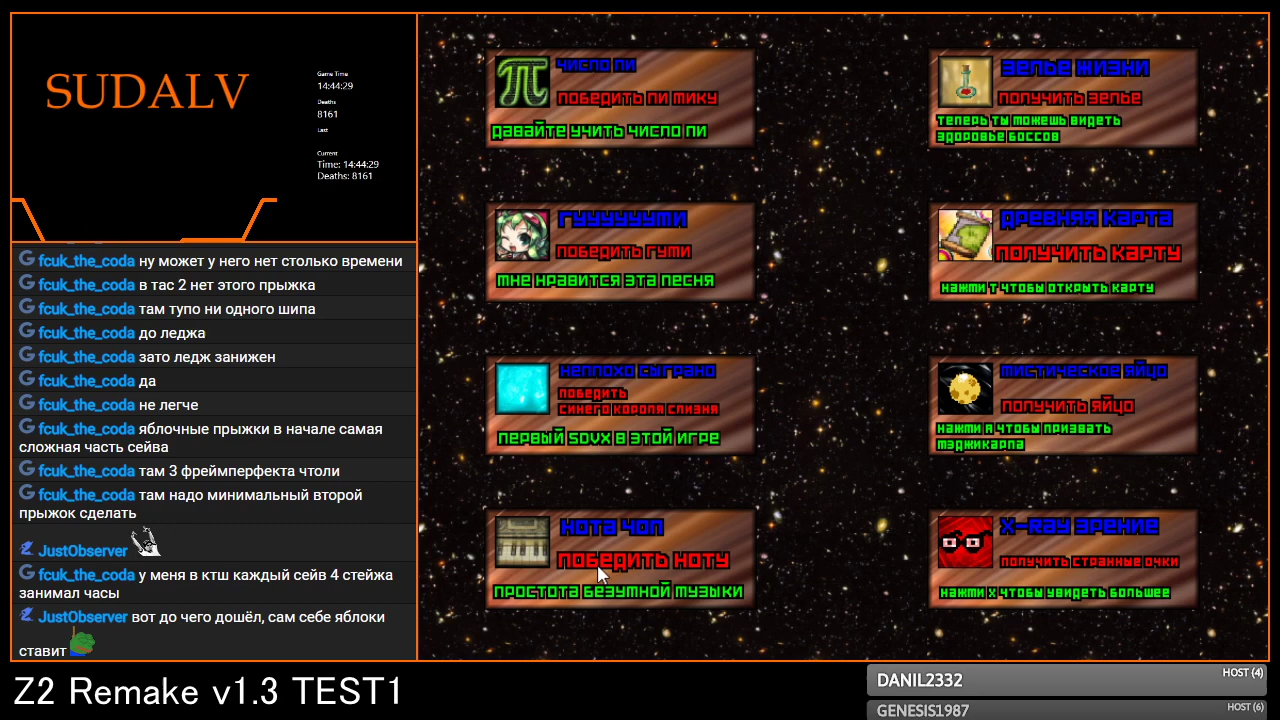 SUDALV
Game Time
14:44:29
Deaths
8161
Last
Current
Time: 14:44:29
Deaths: 8161
fcuk_the_coda ну может у него нет столько времени
fcuk_the_coda в тас 2 нет этого прыжка
fcuk_the_coda там тупо ни одного шипа
fcuk_the_coda до леджа
fcuk_the_coda зато ледж занижен
fcuk_the_coda да
fcuk_the_coda не легче
fcuk_the_coda яблочные прыжки в начале самая
сложная часть сейва
fcuk_the_coda там 3 фреймперфекта чтоли
fcuk_the_coda там надо минимальный второй
прыжок сделать
JustObserver
fcuk_the_coda у меня в ктш каждый сейв 4 стейжа
занимал часы
JustObserver вот до чего дошёл, сам себе яблоки
ставит
число пи
победить пи мику
давайте учить число пи
гуууууми
победить гуми
мне нравится эта песня
неплохо сыграно
победить
синего короля слизня
первый SDVX в этой игре
нота чоп
победить ноту
простота безумной музыки
зелье жизни
получить зелье
теперь ты можешь видеть
здоровье боссов
древняя карта
получить карту
нажми т чтобы открыть карту
мистическое яйцо
получить яйцо
нажми я чтобы призвать
мэджикарпа
x-ray зрение
получить странные очки
нажми х чтобы увидеть большее
Z2 Remake v1.3 TEST1
DANIL2332
HOST (4)
GENESIS1987
HOST (6)